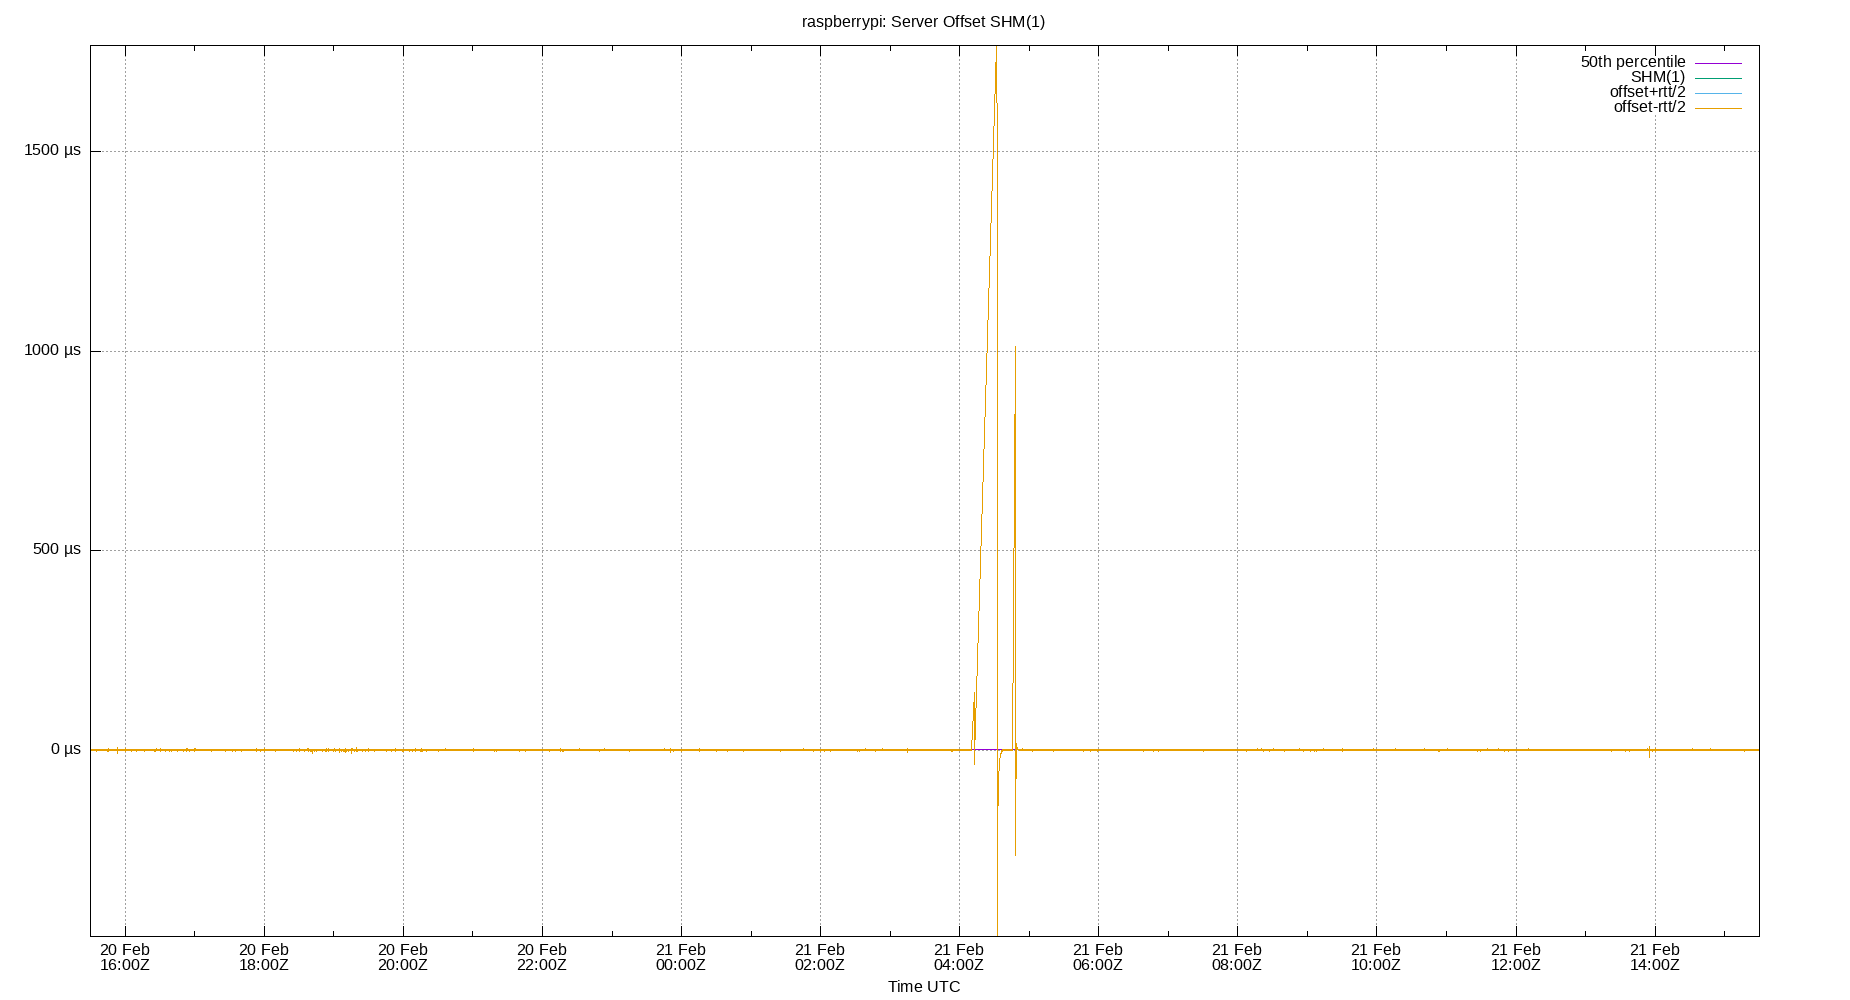 raspberrypi: Server Offset SHM(1)
50th percentile
SHM(1)
offset+rtt/2
offset-rtt/2
1500 µs
1000 µs
500 µs
0 µs
20 Feb 20 Feb 20 Feb 20 Feb 21 Feb 21 Feb 21 Feb 21 Feb 21 Feb 21 Feb 21 Feb 21 Feb
16:00Z 18:00Z 20:00Z 22:00Z 00:00Z 02:00Z 04:00Z 06:00Z 08:00Z 10:00Z 12:00Z 14:00Z
Time UTC